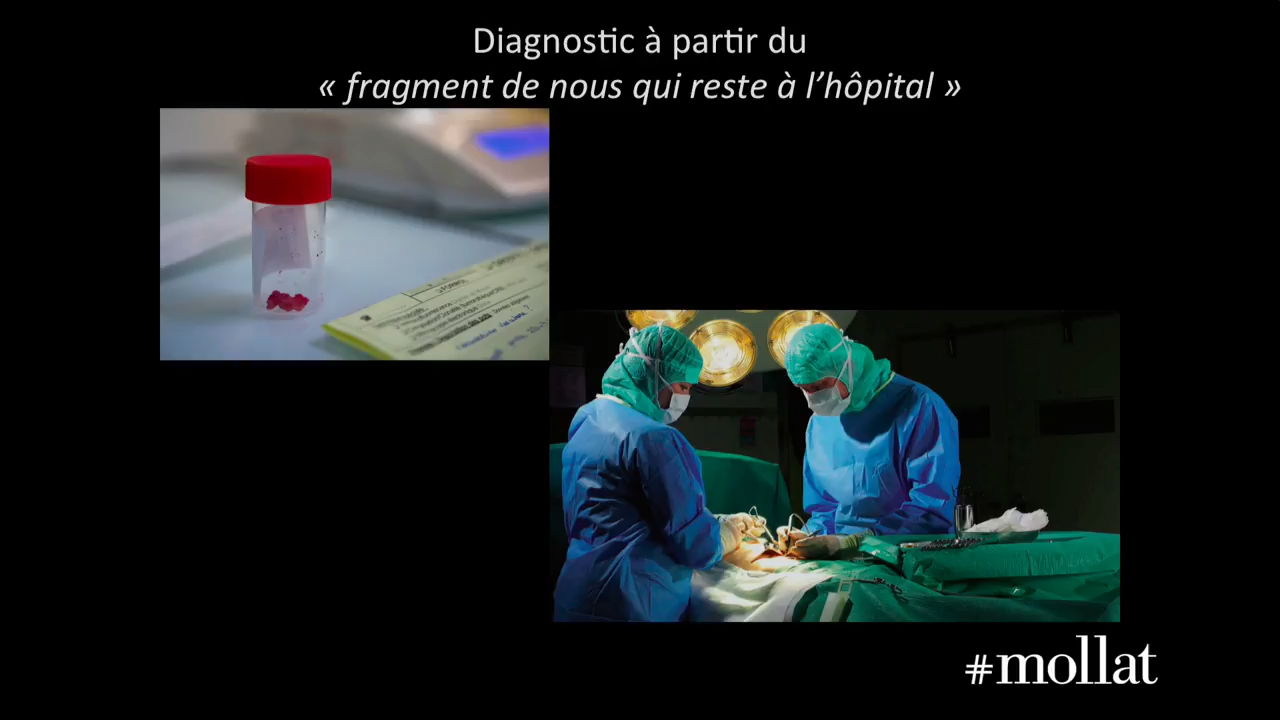 Diagnostic à partir du
« fragment de nous qui reste à l’hôpital »
#mollat